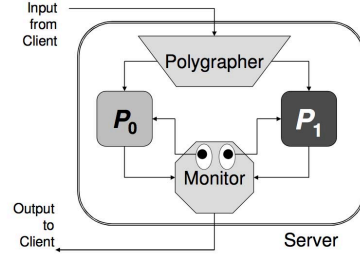 Input
from
Client
Polygrapher
P0
P1
Monitor
Output
to
Client
Server